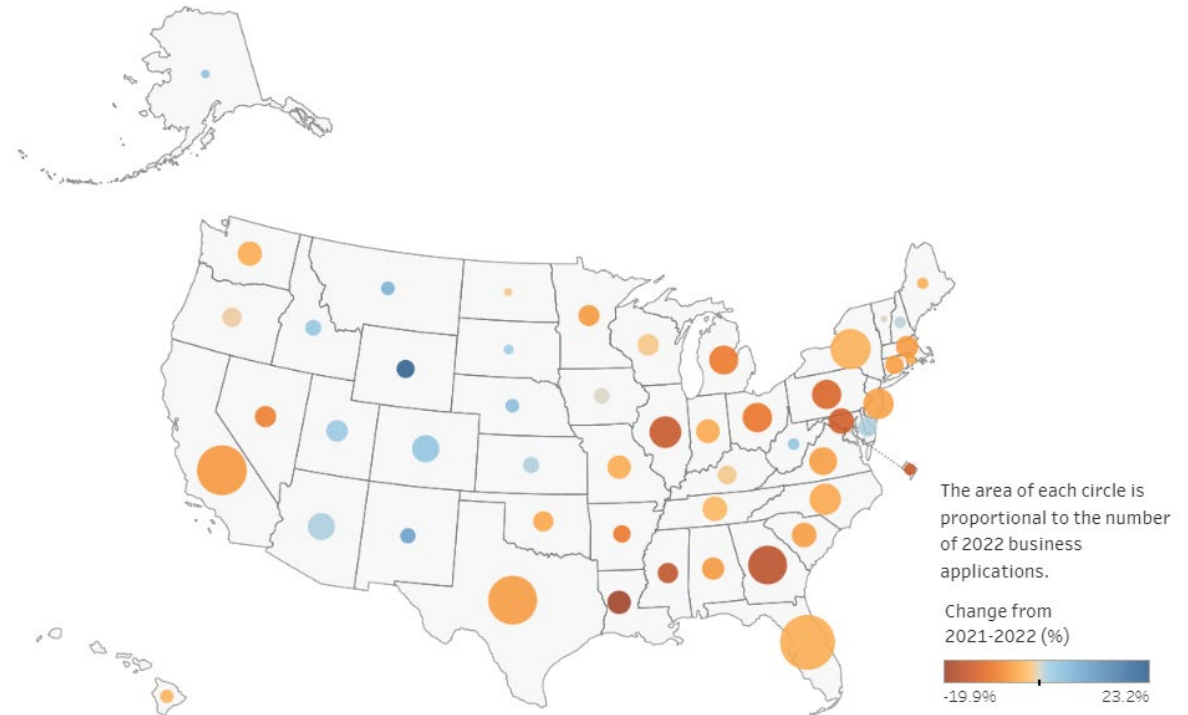 The area of each circle is
proportional to the number
of 2022 business
applications.
Change from
2021-2022 (%)
-19.9% 23.2%